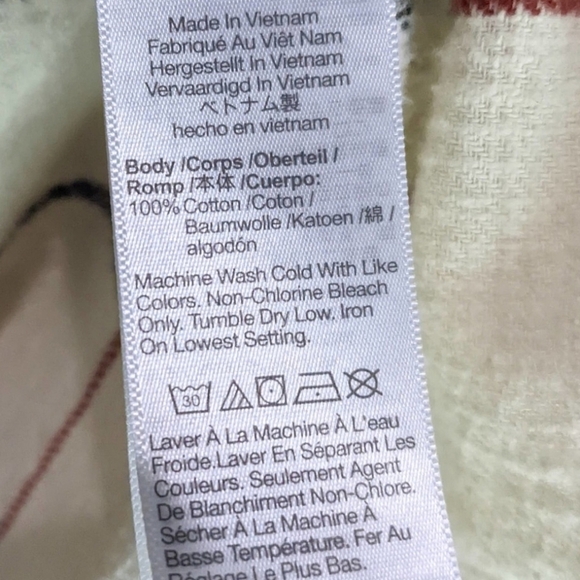 Made In Vietnam
Fabriqué Au Viêt Nam
Hergestellt In Vietnam
Vervaardigd In Vietnam
ベトナム製
hecho en vietnam
Body /Corps /Oberteil /
Romp /本体 /Cuerpo:
100% Cotton /Coton /
Baumwolle /Katoen /綿 /
algodón
Machine Wash Cold With Like
Colors. Non-Chlorine Bleach
Only. Tumble Dry Low. Iron
On Lowest Setting.
30
Laver À La Machine À L'eau
Froide.Laver En Séparant Les
Couleurs. Seulement Agent
De Blanchiment Non-Chlore.
Sécher À La Machine À
Basse Température. Fer Au
Réglage Le Plus Bas.